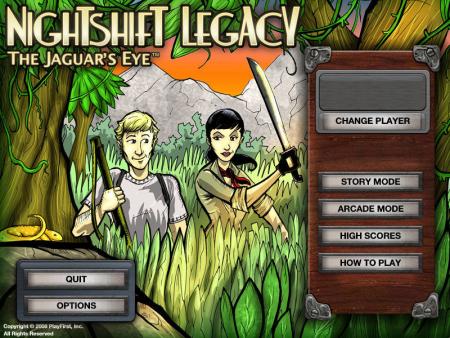 NIGHTSHIFT LEGACY
THE JAGUAR'S EYE™
CHANGE PLAYER
STORY MODE
ARCADE MODE
HIGH SCORES
HOW TO PLAY
QUIT
OPTIONS
Copyright © 2008 PlayFirst, Inc.
All Rights Reserved